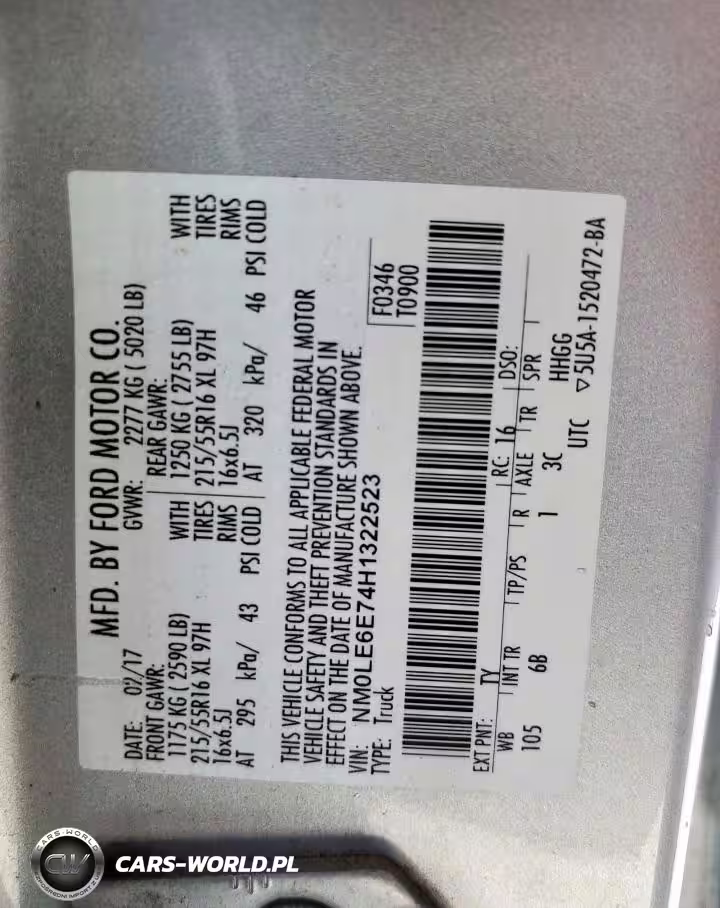 MFD. BY FORD MOTOR CO.
DATE: 02/17 GVWR: 2277 KG ( 5020 LB)
FRONT GAWR: REAR GAWR:
1175 KG ( 2590 LB) WITH 1250 KG ( 2755 LB) WITH
215/55R16 XL 97H TIRES 215/55R16 XL 97H TIRES
16x6.5J RIMS 16x6.5J RIMS
AT 295 kPa/ 43 PSI COLD AT 320 kPa/ 46 PSI COLD
THIS VEHICLE CONFORMS TO ALL APPLICABLE FEDERAL MOTOR
VEHICLE SAFETY AND THEFT PREVENTION STANDARDS IN
EFFECT ON THE DATE OF MANUFACTURE SHOWN ABOVE.
VIN: NM0LE6E74H1322523 F0346
TYPE: Truck T0900
EXT PNT: TY RC: 16 DSO:
WB INT TR TP/PS R AXLE TR SPR
105 6B 1 3C HHGG
UTC ▽5U5A-1520472-BA
CARS-WORLD
CW
CARS-WORLD.PL